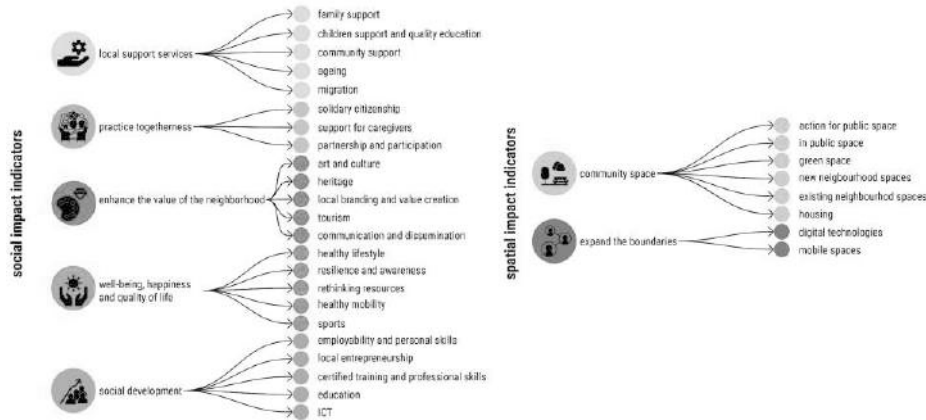 social impact indicators
local support services
family support
children support and quality education
community support
ageing
migration
practice togetherness
solidary citizenship
support for caregivers
partnership and participation
enhance the value of the neighborhood
art and culture
heritage
local branding and value creation
tourism
communication and dissemination
well-being, happiness
and quality of life
healthy lifestyle
resilience and awareness
rethinking resources
healthy mobility
sports
social development
employability and personal skills
local entrepreneurship
certified training and professional skills
education
ICT
spatial impact indicators
community space
action for public space
in public space
green space
new neigbourhood spaces
existing neighbourhod spaces
housing
expand the boundaries
digital technologies
mobile spaces